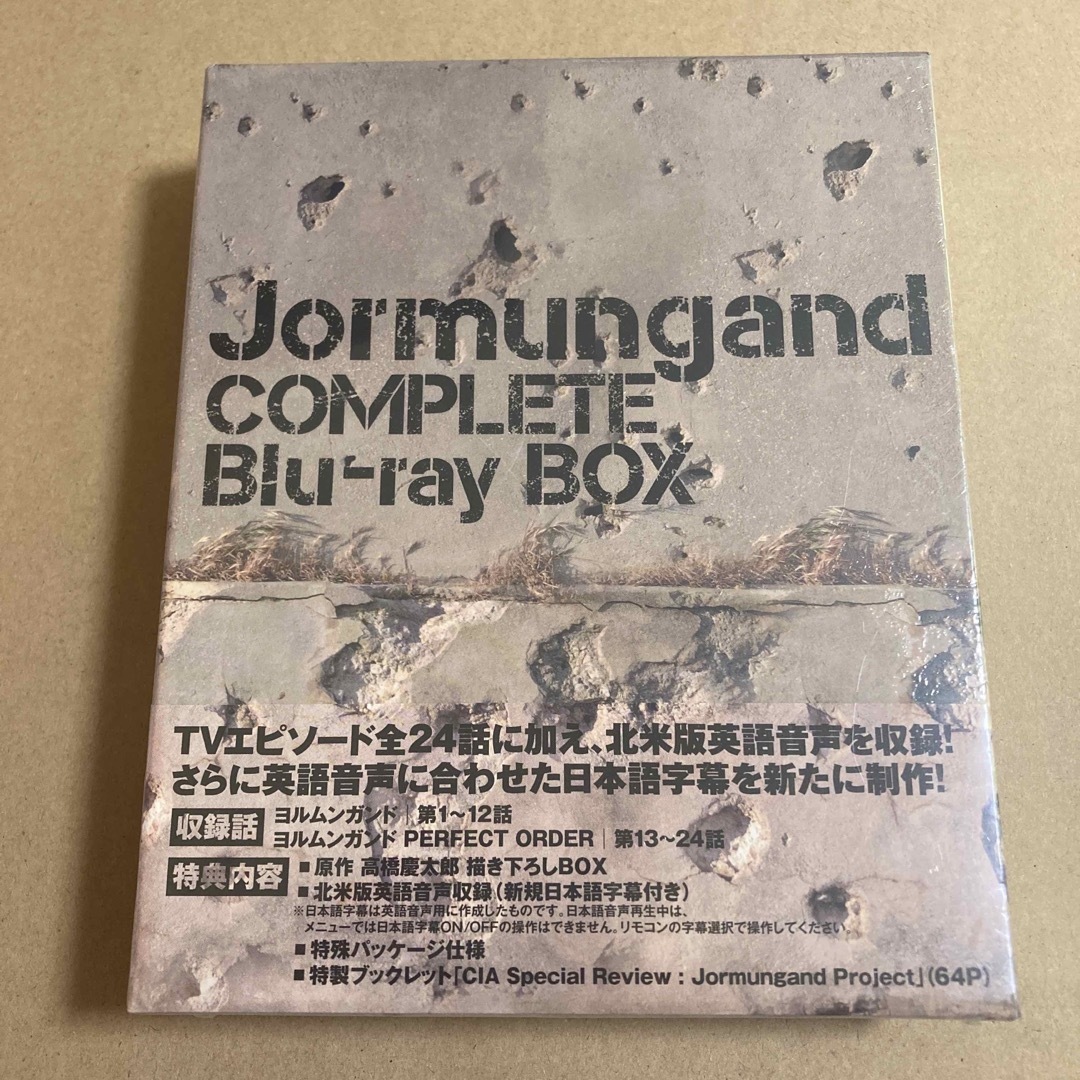 Jormungand
COMPLETE
Blu-ray BOX
TVエピソード全24話に加え、北米版英語音声を収録!
さらに英語音声に合わせた日本語字幕を新たに制作!
収録話 ヨルムンガンド｜第1〜12話
ヨルムンガンド PERFECT ORDER｜第13〜24話
特典内容 ■原作 高橋慶太郎 描き下ろしBOX
■北米版英語音声収録(新規日本語字幕付き)
※日本語字幕は英語音声用に作成したものです。日本語音声再生中は、
メニューでは日本語字幕ON/OFFの操作はできません。リモコンの字幕選択で操作してください。
■特殊パッケージ仕様
■特製ブックレット「CIA Special Review : Jormungand Project」(64P)